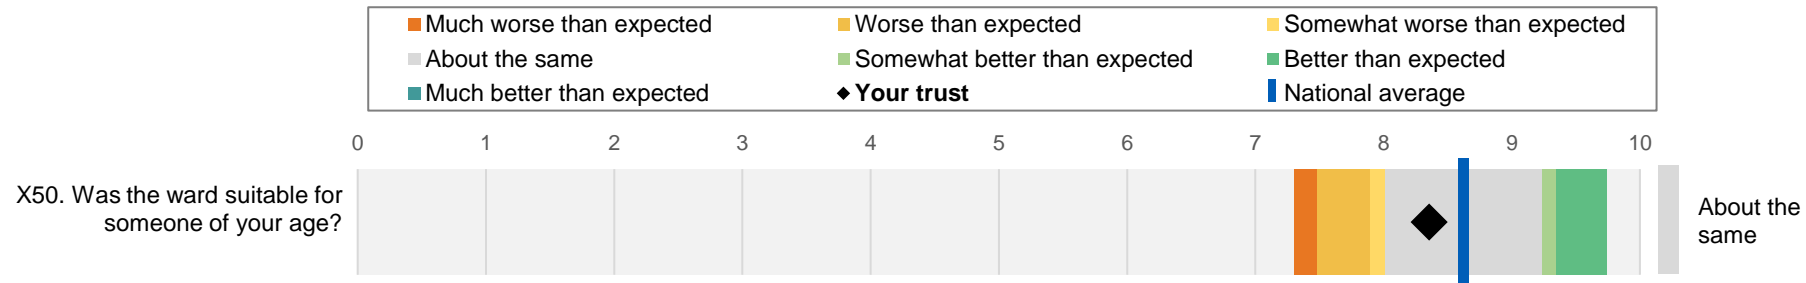 Much worse than expected
Worse than expected
Somewhat worse than expected
About the same
Somewhat better than expected
Better than expected
Much better than expected
Your trust
National average
0 1 2 3 4 5 6 7 8 9 10
X50. Was the ward suitable for
someone of your age?
About the
same